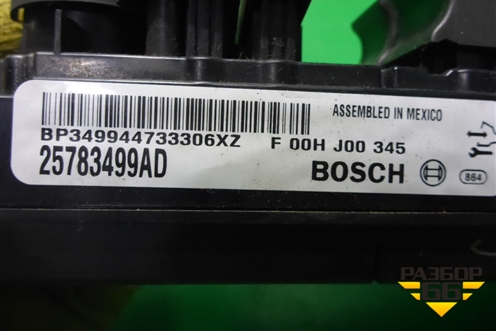 ASSEMBLED IN MEXICO
BP349944733306XZ F 00H J00 345
25783499AD BOSCH
864
РАЗБОР
66